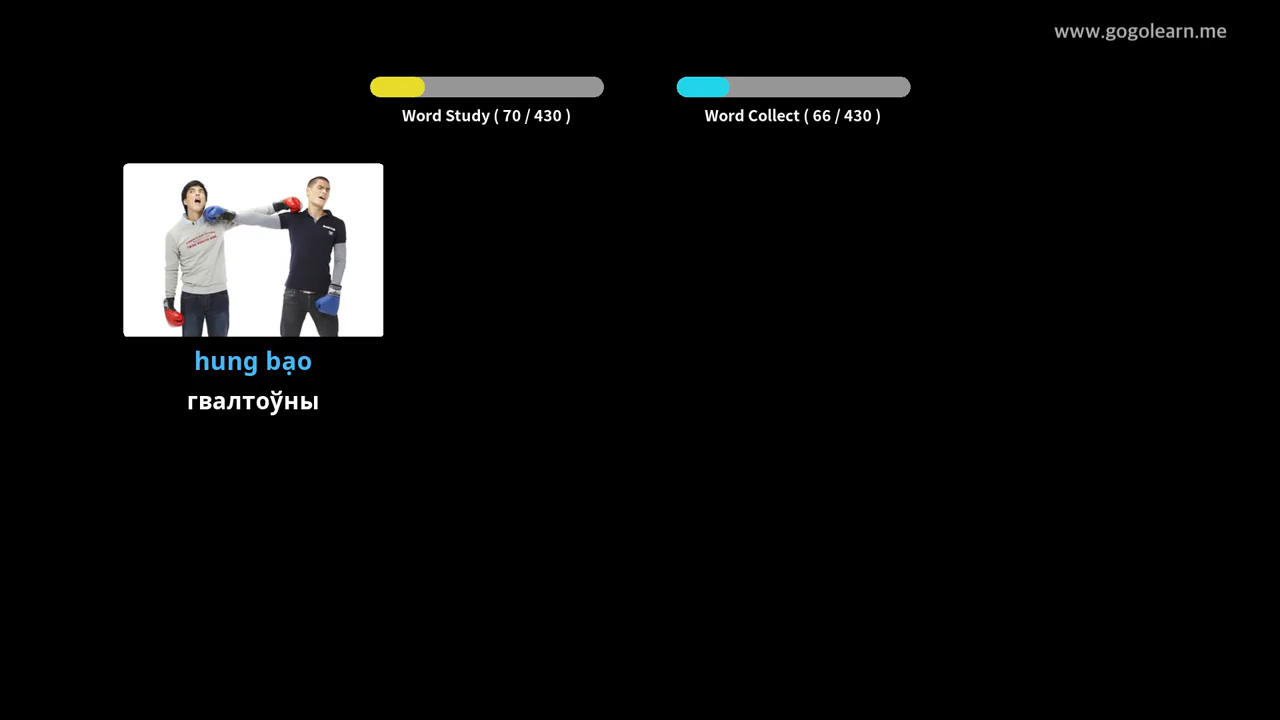 www.gogolearn.me
Word Study ( 70 / 430 )
Word Collect ( 66 / 430 )
hung bạo
гвалтоўны